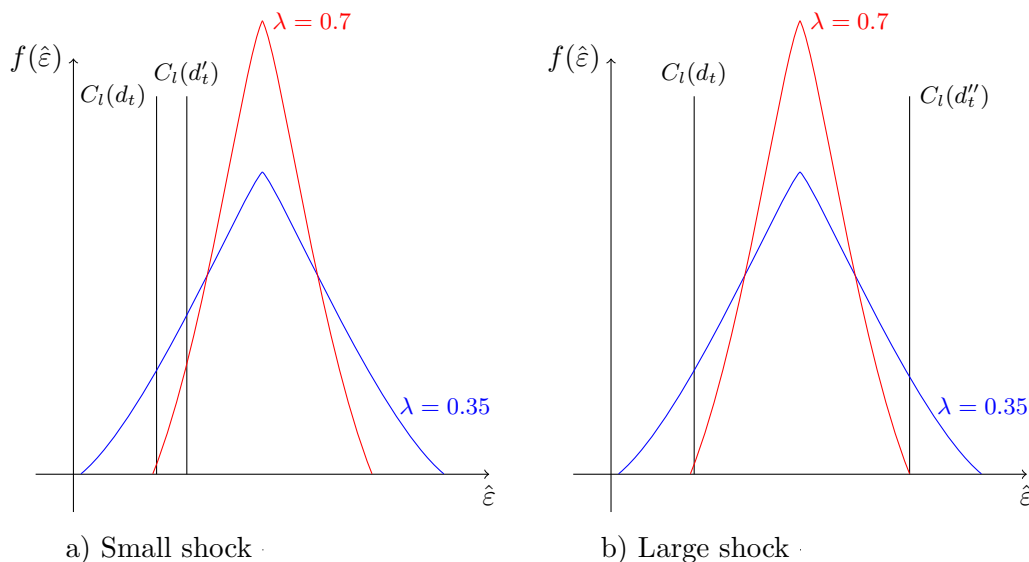 λ = 0.7
f(ε̂)
C_l(d_t)
C_l(d'_t)
λ = 0.35
ε̂
a) Small shock
λ = 0.7
f(ε̂)
C_l(d_t)
C_l(d''_t)
λ = 0.35
ε̂
b) Large shock